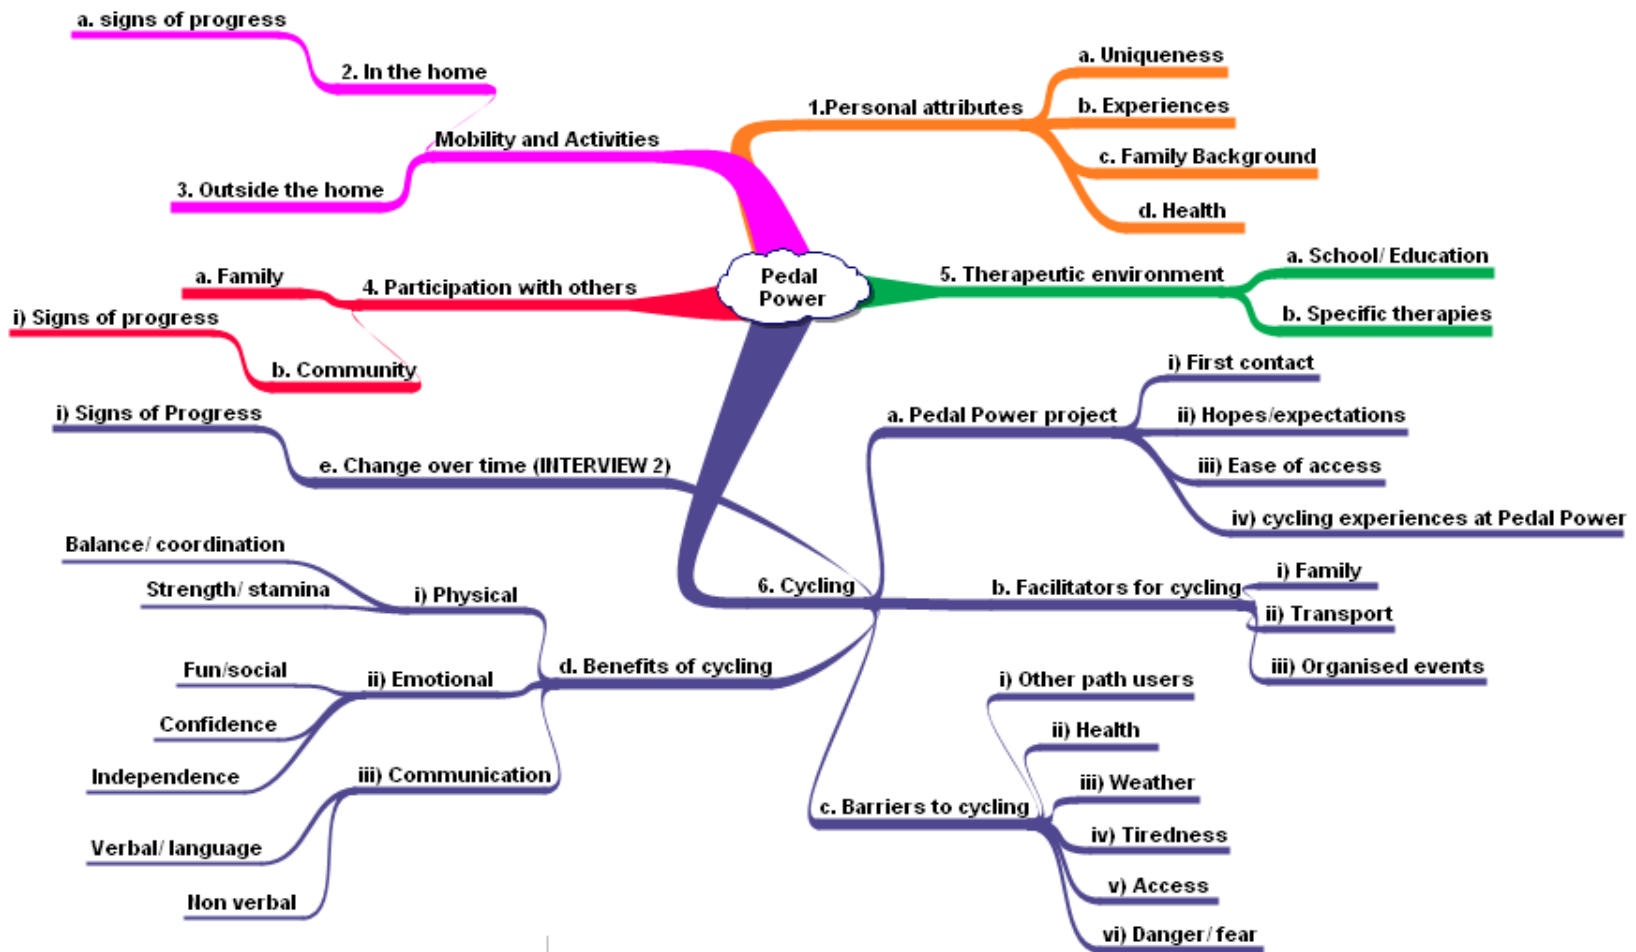 Pedal
Power
1.Personal attributes
a. Uniqueness
b. Experiences
c. Family Background
d. Health
Mobility and Activities
2. In the home
a. signs of progress
3. Outside the home
4. Participation with others
a. Family
b. Community
i) Signs of progress
5. Therapeutic environment
a. School/ Education
b. Specific therapies
6. Cycling
a. Pedal Power project
i) First contact
ii) Hopes/expectations
iii) Ease of access
iv) cycling experiences at Pedal Power
b. Facilitators for cycling
i) Family
ii) Transport
iii) Organised events
c. Barriers to cycling
i) Other path users
ii) Health
iii) Weather
iv) Tiredness
v) Access
vi) Danger/ fear
d. Benefits of cycling
i) Physical
Balance/ coordination
Strength/ stamina
ii) Emotional
Fun/social
Confidence
Independence
iii) Communication
Verbal/ language
Non verbal
e. Change over time (INTERVIEW 2)
i) Signs of Progress